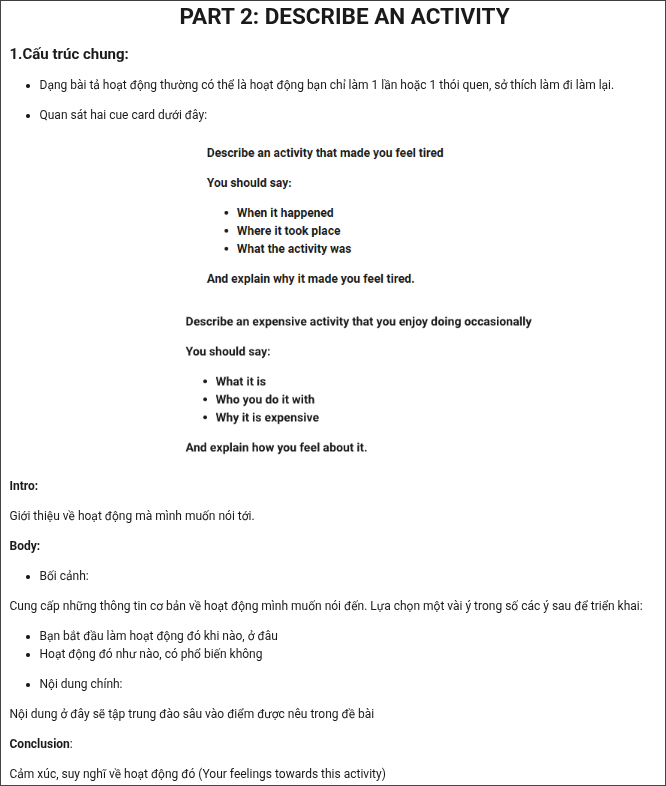 PART 2: DESCRIBE AN ACTIVITY
1.Cấu trúc chung:
• Dạng bài tả hoạt động thường có thể là hoạt động bạn chỉ làm 1 lần hoặc 1 thói quen, sở thích làm đi làm lại.
• Quan sát hai cue card dưới đây:
Describe an activity that made you feel tired
You should say:
• When it happened
• Where it took place
• What the activity was
And explain why it made you feel tired.
Describe an expensive activity that you enjoy doing occasionally
You should say:
• What it is
• Who you do it with
• Why it is expensive
And explain how you feel about it.
Intro:
Giới thiệu về hoạt động mà mình muốn nói tới.
Body:
• Bối cảnh:
Cung cấp những thông tin cơ bản về hoạt động mình muốn nói đến. Lựa chọn một vài ý trong số các ý sau để triển khai:
• Bạn bắt đầu làm hoạt động đó khi nào, ở đâu
• Hoạt động đó như nào, có phổ biến không
• Nội dung chính:
Nội dung ở đây sẽ tập trung đào sâu vào điểm được nêu trong đề bài
Conclusion:
Cảm xúc, suy nghĩ về hoạt động đó (Your feelings towards this activity)